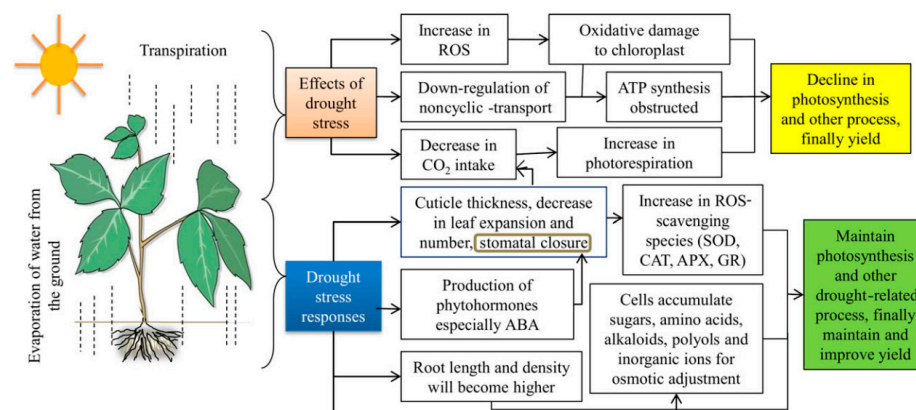 Transpiration
Evaporation of water from
the ground
Effects of
drought
stress
Increase in
ROS
Oxidative damage
to chloroplast
Down-regulation of
noncyclic -transport
ATP synthesis
obstructed
Decrease in
CO₂ intake
Increase in
photorespiration
Decline in
photosynthesis
and other process,
finally yield
Drought
stress
responses
Cuticle thickness, decrease
in leaf expansion and
number, stomatal closure
Increase in ROS-
scavenging
species (SOD,
CAT, APX, GR)
Production of
phytohormones
especially ABA
Cells accumulate
sugars, amino acids,
alkaloids, polyols and
inorganic ions for
osmotic adjustment
Root length and density
will become higher
Maintain
photosynthesis
and other
drought-related
process, finally
maintain and
improve yield